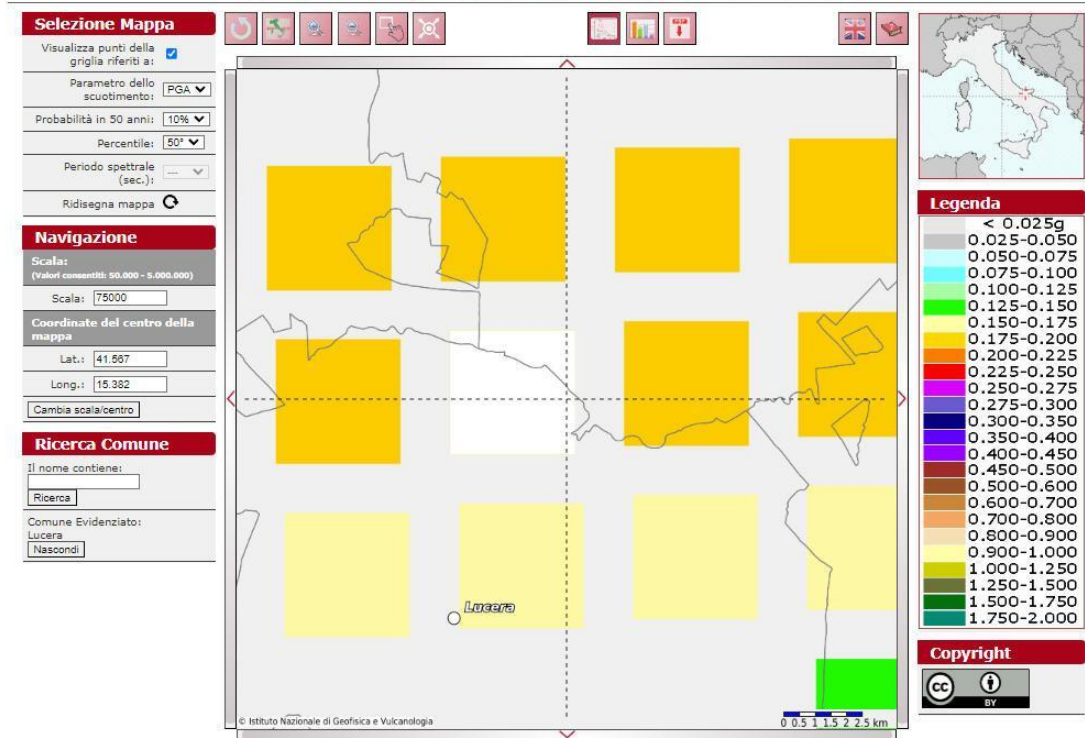 Selezione Mappa
Visualizza punti della
griglia riferiti a:
Parametro dello
scuotimento: PGA
Probabilità in 50 anni: 10%
Percentile: 50°
Periodo spettrale
(sec.): ---
Ridisegna mappa
Navigazione
Scala:
(Valori consentiti: 50.000 - 5.000.000)
Scala: 75000
Coordinate del centro della
mappa
Lat.: 41.567
Long.: 15.382
Cambia scala/centro
Ricerca Comune
Il nome contiene:
Ricerca
Comune Evidenziato:
Lucera
Nascondi
Lucera
© Istituto Nazionale di Geofisica e Vulcanologia
0 0.5 1 1.5 2 2.5 km
Legenda
< 0.025g
0.025-0.050
0.050-0.075
0.075-0.100
0.100-0.125
0.125-0.150
0.150-0.175
0.175-0.200
0.200-0.225
0.225-0.250
0.250-0.275
0.275-0.300
0.300-0.350
0.350-0.400
0.400-0.450
0.450-0.500
0.500-0.600
0.600-0.700
0.700-0.800
0.800-0.900
0.900-1.000
1.000-1.250
1.250-1.500
1.500-1.750
1.750-2.000
Copyright
cc
BY